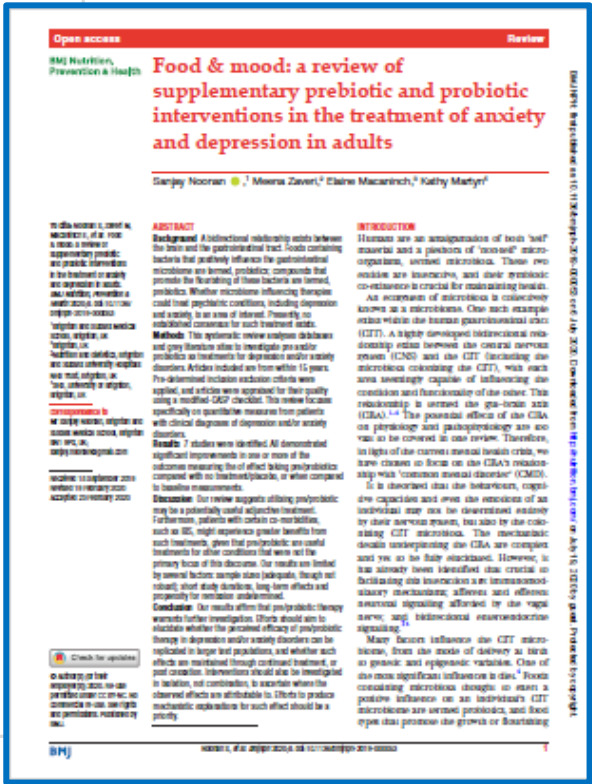 Open access
Review
BMJ Nutrition,
Prevention & Health
Food & mood: a review of
supplementary prebiotic and probiotic
interventions in the treatment of anxiety
and depression in adults
Sanjay Noonan ,1 Meena Zaveri,2 Elaine Macaninch,3 Kathy Martyn4
ABSTRACT
Background A bidirectional relationship exists between
the brain and the gastrointestinal tract. Foods containing
bacteria that positively influence the gastrointestinal
microbiome are termed, probiotics; compounds that
promote the flourishing of these bacteria are termed,
prebiotics. Whether microbiome influencing therapies
could treat psychiatric conditions, including depression
and anxiety, is an area of interest. Presently, no
established consensus for such treatment exists.
Methods This systematic review analyses databases
and grey literature sites to investigate pre and/or
probiotics as treatments for depression and/or anxiety
disorders. Articles included are from within 15 years.
Pre-determined inclusion exclusion criteria were
applied, and articles were appraised for their quality
using a modified-CASP checklist. This review focuses
specifically on quantitative measures from patients
with clinical diagnoses of depression and/or anxiety
disorders.
Results 7 studies were identified. All demonstrated
significant improvements in one or more of the
outcomes measuring the of effect taking pre/probiotics
compared with no treatment/placebo, or when compared
to baseline measurements.
Discussion Our review suggests utilising pre/probiotic
may be a potentially useful adjunctive treatment.
Furthermore, patients with certain co-morbidities,
such as IBS, might experience greater benefits from
such treatments, given that pre/probiotic are useful
treatments for other conditions that were not the
primary focus of this discourse. Our results are limited
by several factors: sample sizes (adequate, though not
robust); short study durations, long-term effects and
propensity for remission undetermined.
Conclusion Our results affirm that pre/probiotic therapy
warrants further investigation. Efforts should aim to
elucidate whether the perceived efficacy of pre/probiotic
therapy in depression and/or anxiety disorders can be
replicated in larger test populations, and whether such
effects are maintained through continued treatment, or
post cessation. Interventions should also be investigated
in isolation, not combination, to ascertain where the
observed effects are attributable to. Efforts to produce
mechanistic explanations for such effect should be a
priority.
INTRODUCTION
Humans are an amalgamation of both 'self'
material and a plethora of 'non-self' micro-
organisms, termed microbiota. These two
entities are interactive, and their symbiotic
co-existence is crucial for maintaining health.
An ecosystem of microbiota is collectively
known as a microbiome. One such example
exists within the human gastrointestinal tract
(GIT). A highly developed bidirectional rela-
tionship exists between the central nervous
system (CNS) and the GIT (including the
microbiota colonizing the GIT), with each
area seemingly capable of influencing the
condition and functionality of the other. This
relationship is termed the gut–brain axis
(GBA). The potential effects of the GBA
on physiology and pathophysiology are too
vast to be covered in one review. Therefore,
in light of the current mental health crisis, we
have chosen to focus on the GBA's relation-
ship with 'common mental disorder' (CMD).
It is theorised that the behaviours, cogni-
tive capacities and even the emotions of an
individual may not be determined entirely
by their nervous system, but also by the colo-
nising GIT microbiota. The mechanistic
details underpinning the GBA are complex
and yet to be fully elucidated. However, it
has already been identified that crucial to
facilitating this interaction are immunomod-
ulatory mechanisms; afferent and efferent
neuronal signalling afforded by the vagal
nerve; and bidirectional enteroendocrine
signalling.
Many factors influence the GIT micro-
biome, from the mode of delivery at birth
to genetic and epigenetic variables. One of
the most significant influences is diet. Foods
containing microbiota thought to exert a
positive influence on an individual's GIT
microbiome are termed probiotics, and food
types that promote the growth or flourishing
Check for updates
BMJ
1